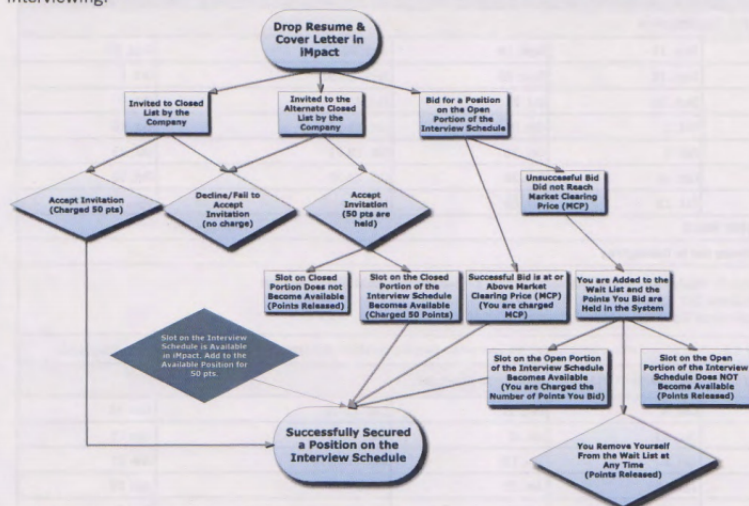 interviewing.
Drop Resume &
Cover Letter in
iMpact
Invited to Closed
List by the
Company
Invited to the
Alternate Closed
List by the
Company
Bid for a Position
on the Open
Portion of the
Interview Schedule
Accept Invitation
(Charged 50 pts)
Decline/Fail to
Accept
Invitation
(no charge)
Accept
Invitation
(50 pts are
held)
Unsuccessful Bid
Did not Reach
Market Clearing
Price (MCP)
Slot on Closed
Portion Does not
Become Available
(Points Released)
Slot on the Closed
Portion of the
Interview Schedule
Becomes Available
(Charged 50 Points)
Successful Bid is at or
Above Market
Clearing Price (MCP)
(You are charged
MCP)
You are Added to the
Wait List and the
Points You Bid are
Held in the System
Slot on the Interview
Schedule is Available
in iMpact. Add to the
Available Position for
50 pts.
Slot on the Open Portion
of the Interview Schedule
Becomes Available
(You are Charged the
Number of Points You Bid)
Slot on the Open
Portion of the Interview
Schedule Does NOT
Become Available
(Points Released)
Successfully Secured
a Position on the
Interview Schedule
You Remove Yourself
From the Wait List at
Any Time
(Points Released)